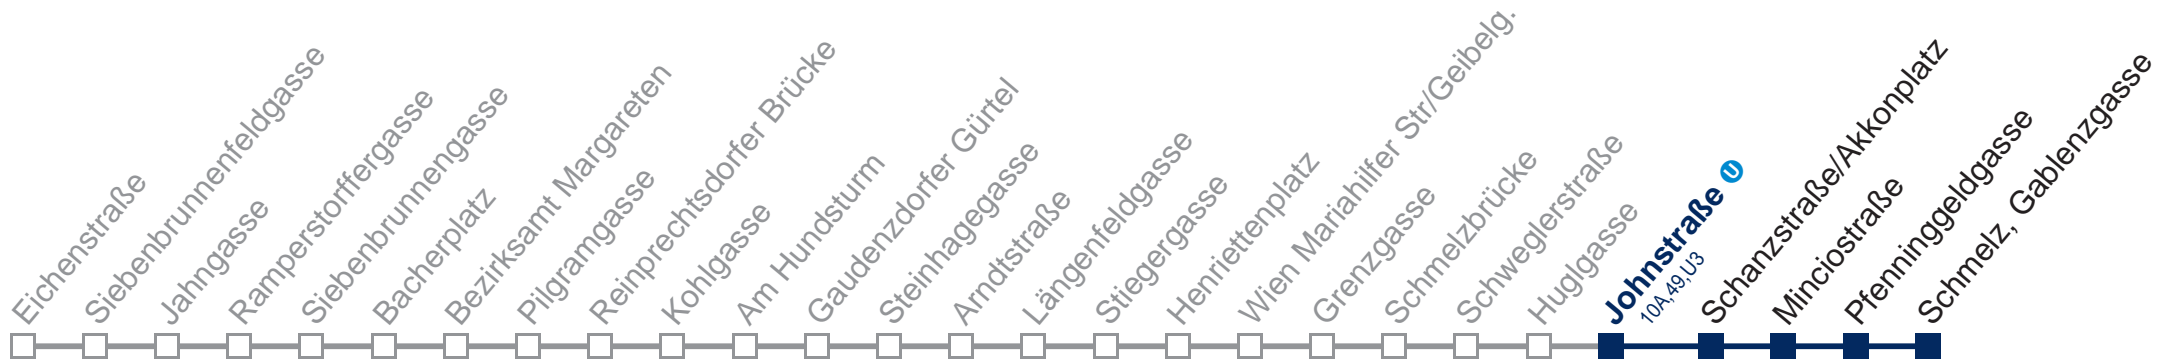 Eichenstraße
Siebenbrunnenfeldgasse
Jahngasse
Ramperstorffergasse
Siebenbrunnengasse
Bacherplatz
Bezirksamt Margareten
Pilgramgasse
Reinprechtsdorfer Brücke
Kohlgasse
Am Hundsturm
Gaudenzdorfer Gürtel
Steinhagegasse
Arndtstraße
Längenfeldgasse
Stiegergasse
Henriettenplatz
Wien Mariahilfer Str/Geibelg.
Grenzgasse
Schmelzbrücke
Schweglerstraße
Huglgasse
Johnstraße U
10A,49,U3
Schanzstraße/Akkonplatz
Minciostraße
Pfenninggeldgasse
Schmelz, Gablenzgasse